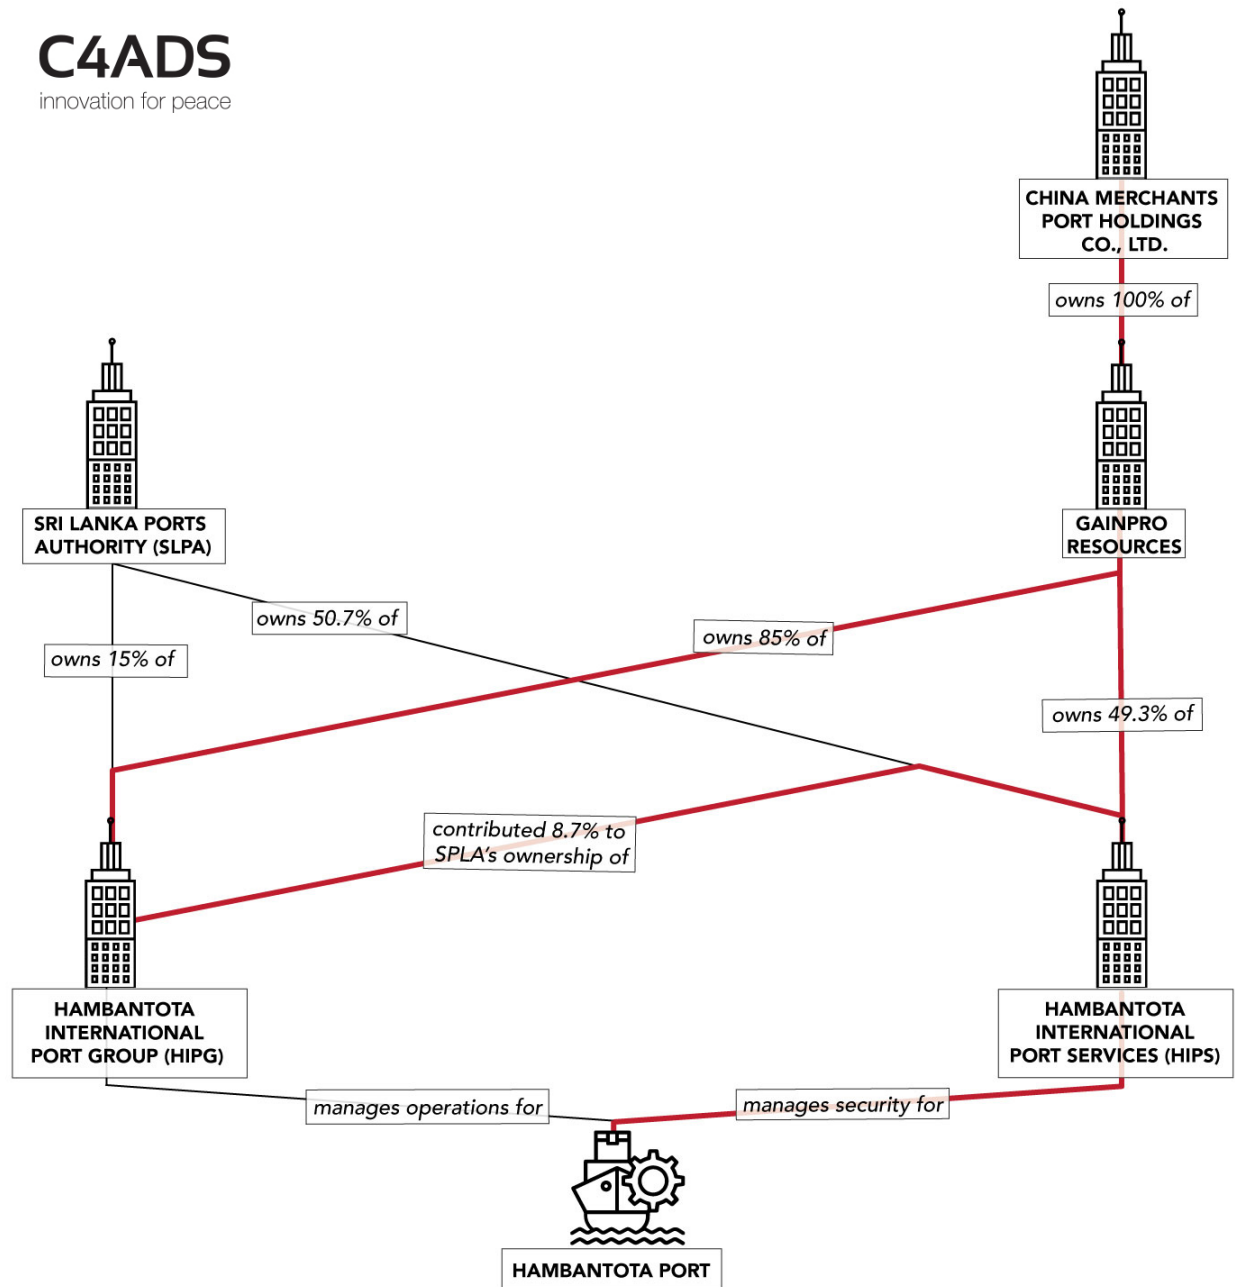 C4ADS
innovation for peace
CHINA MERCHANTS
PORT HOLDINGS
CO., LTD.
owns 100% of
SRI LANKA PORTS
AUTHORITY (SLPA)
GAINPRO
RESOURCES
owns 50.7% of
owns 85% of
owns 15% of
owns 49.3% of
contributed 8.7% to
SPLA's ownership of
HAMBANTOTA
INTERNATIONAL
PORT GROUP (HIPG)
HAMBANTOTA
INTERNATIONAL
PORT SERVICES (HIPS)
manages operations for
manages security for
HAMBANTOTA PORT